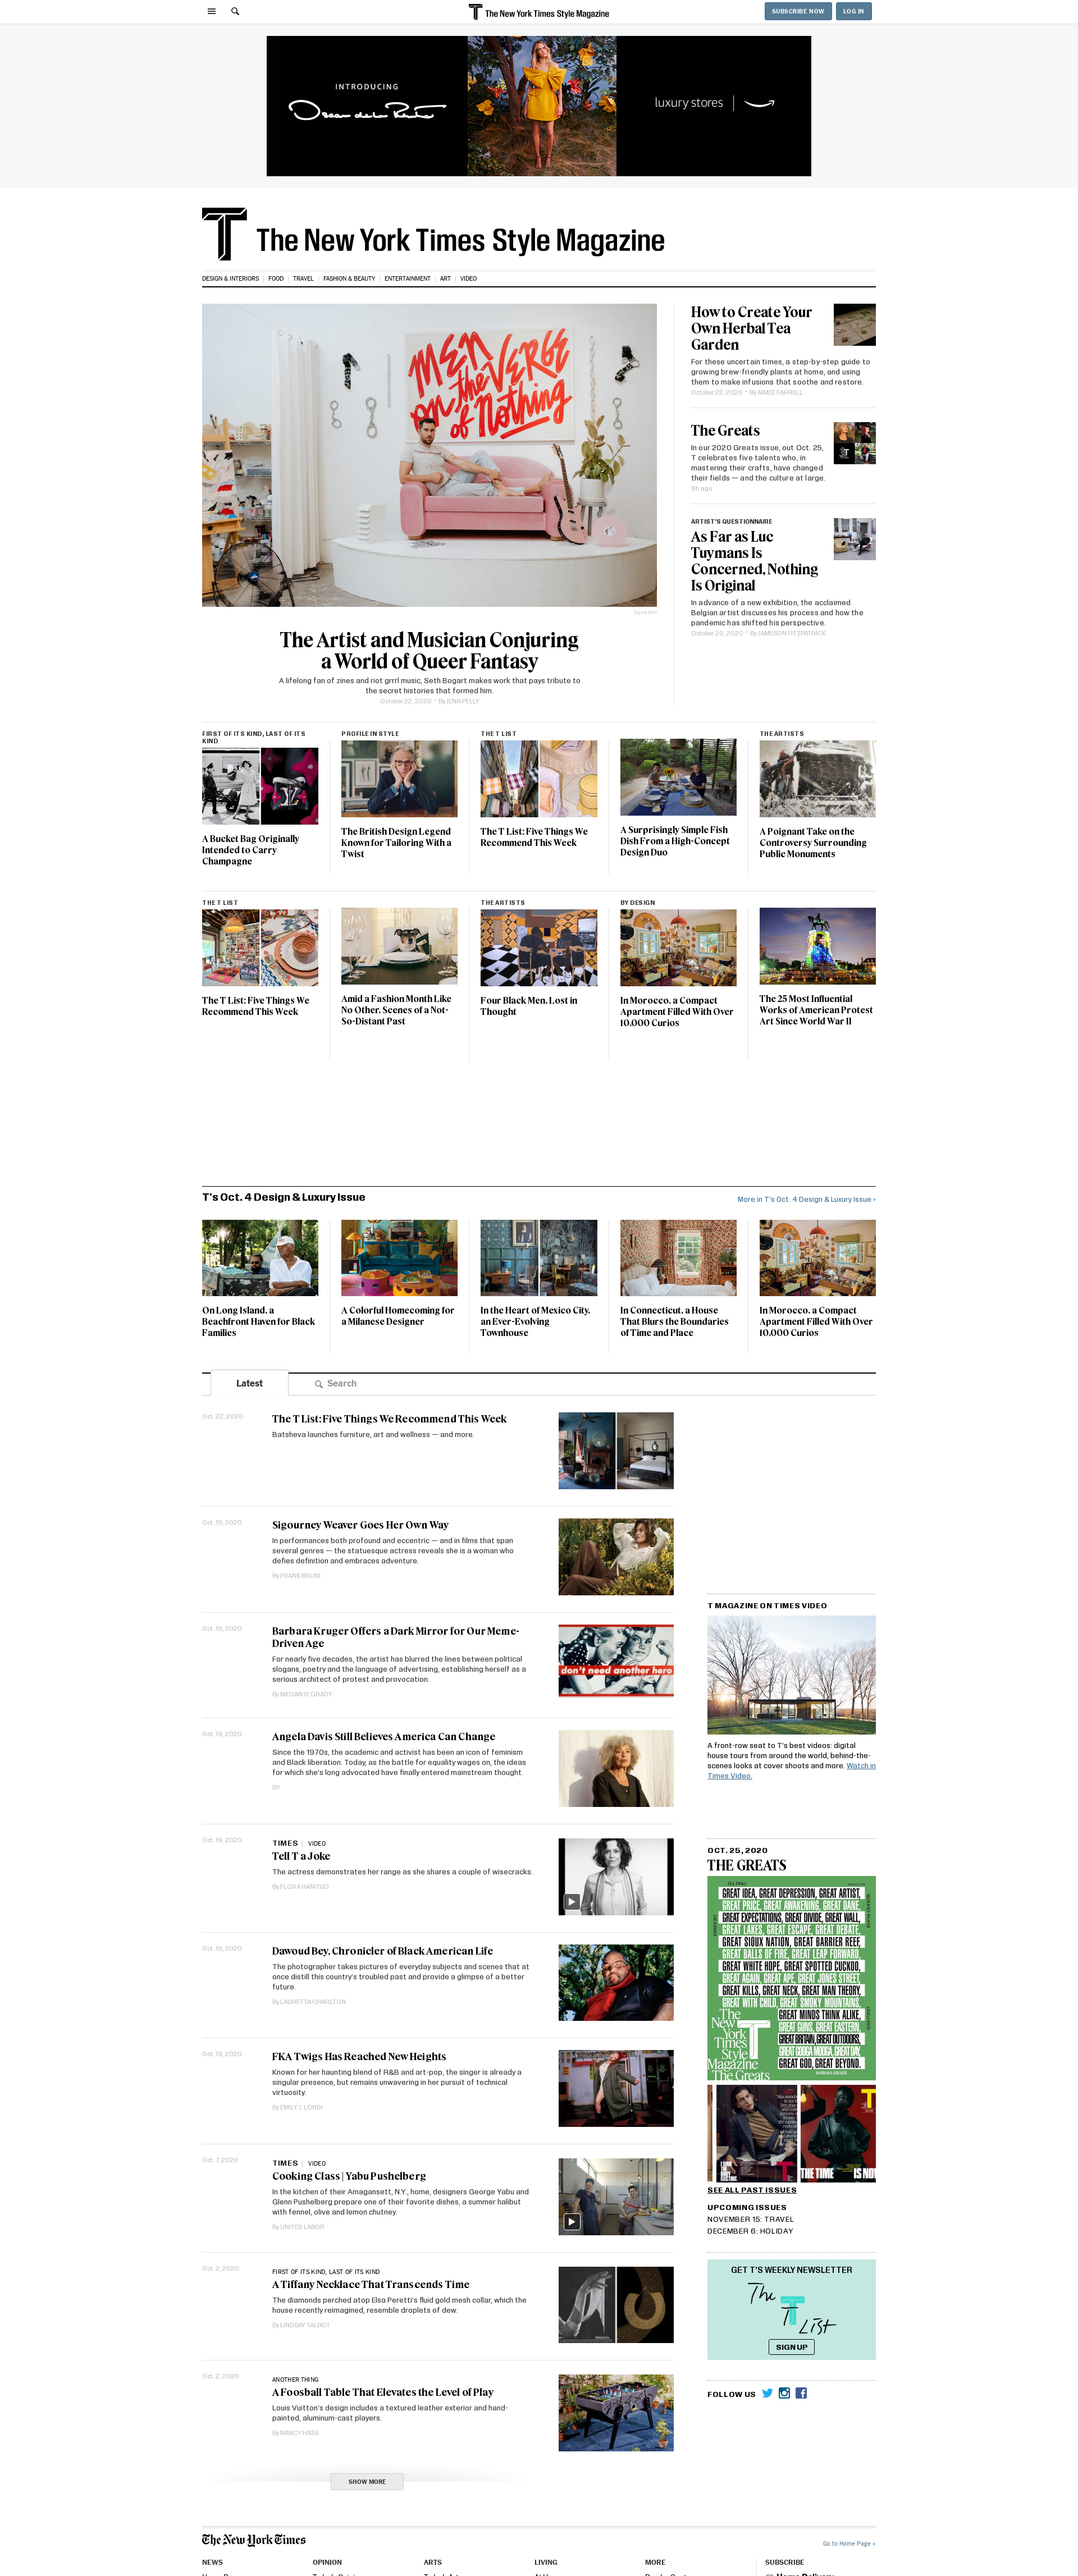 The New York Times Style Magazine
SUBSCRIBE NOW
LOG IN
INTRODUCING
Oscar de la Renta
luxury stores
The New York Times Style Magazine
DESIGN & INTERIORS
FOOD
TRAVEL
FASHION & BEAUTY
ENTERTAINMENT
ART
VIDEO
MEN
ON the
of Nothing
The Artist and Musician Conjuring
a World of Queer Fantasy
A lifelong fan of zines and riot grrrl music, Seth Bogart makes work that pays tribute to
the secret histories that formed him.
October 22, 2020 • By JENN PELLY
How to Create Your
Own Herbal Tea
Garden
For these uncertain times, a step-by-step guide to
growing brew-friendly plants at home, and using
them to make infusions that soothe and restore.
October 22, 2020 • By AIMEE FARRELL
The Greats
In our 2020 Greats issue, out Oct. 25,
T celebrates five talents who, in
mastering their crafts, have changed
their fields — and the culture at large.
8h ago
ARTIST'S QUESTIONNAIRE
As Far as Luc
Tuymans Is
Concerned, Nothing
Is Original
In advance of a new exhibition, the acclaimed
Belgian artist discusses his process and how the
pandemic has shifted his perspective.
October 20, 2020 • By JAMESON FITZPATRICK
FIRST OF ITS KIND, LAST OF ITS
KIND
A Bucket Bag Originally
Intended to Carry
Champagne
PROFILE IN STYLE
The British Design Legend
Known for Tailoring With a
Twist
THE T LIST
The T List: Five Things We
Recommend This Week
A Surprisingly Simple Fish
Dish From a High-Concept
Design Duo
THE ARTISTS
A Poignant Take on the
Controversy Surrounding
Public Monuments
THE T LIST
The T List: Five Things We
Recommend This Week
Amid a Fashion Month Like
No Other, Scenes of a Not-
So-Distant Past
THE ARTISTS
Four Black Men, Lost in
Thought
BY DESIGN
In Morocco, a Compact
Apartment Filled With Over
10,000 Curios
The 25 Most Influential
Works of American Protest
Art Since World War II
T's Oct. 4 Design & Luxury Issue
More in T's Oct. 4 Design & Luxury Issue ›
On Long Island, a
Beachfront Haven for Black
Families
A Colorful Homecoming for
a Milanese Designer
In the Heart of Mexico City,
an Ever-Evolving
Townhouse
In Connecticut, a House
That Blurs the Boundaries
of Time and Place
In Morocco, a Compact
Apartment Filled With Over
10,000 Curios
Latest
Search
Oct. 22, 2020
The T List: Five Things We Recommend This Week
Batsheva launches furniture, art and wellness — and more.
Oct. 19, 2020
Sigourney Weaver Goes Her Own Way
In performances both profound and eccentric — and in films that span
several genres — the statuesque actress reveals she is a woman who
defies definition and embraces adventure.
By FRANK BRUNI
Oct. 19, 2020
Barbara Kruger Offers a Dark Mirror for Our Meme-
Driven Age
For nearly five decades, the artist has blurred the lines between political
slogans, poetry and the language of advertising, establishing herself as a
serious architect of protest and provocation.
By MEGAN O'GRADY
don't need another hero
Oct. 19, 2020
Angela Davis Still Believes America Can Change
Since the 1970s, the academic and activist has been an icon of feminism
and Black liberation. Today, as the battle for equality wages on, the ideas
for which she's long advocated have finally entered mainstream thought.
BY
Oct. 19, 2020
TIMES | VIDEO
Tell T a Joke
The actress demonstrates her range as she shares a couple of wisecracks.
By FLORA HANITIJO
Oct. 19, 2020
Dawoud Bey, Chronicler of Black American Life
The photographer takes pictures of everyday subjects and scenes that at
once distill this country's troubled past and provide a glimpse of a better
future.
By LAURETTA CHARLTON
Oct. 19, 2020
FKA Twigs Has Reached New Heights
Known for her haunting blend of R&B and art-pop, the singer is already a
singular presence, but remains unwavering in her pursuit of technical
virtuosity.
By EMILY J. LORDI
Oct. 7, 2020
TIMES | VIDEO
Cooking Class | Yabu Pushelberg
In the kitchen of their Amagansett, N.Y., home, designers George Yabu and
Glenn Pushelberg prepare one of their favorite dishes, a summer halibut
with fennel, olive and lemon chutney.
By UNITED LABOR
Oct. 2, 2020
FIRST OF ITS KIND, LAST OF ITS KIND
A Tiffany Necklace That Transcends Time
The diamonds perched atop Elsa Peretti's fluid gold mesh collar, which the
house recently reimagined, resemble droplets of dew.
By LINDSAY TALBOT
Oct. 2, 2020
ANOTHER THING
A Foosball Table That Elevates the Level of Play
Louis Vuitton's design includes a textured leather exterior and hand-
painted, aluminum-cast players.
By NANCY HASS
SHOW MORE
T MAGAZINE ON TIMES VIDEO
A front-row seat to T's best videos: digital
house tours from around the world, behind-the-
scenes looks at cover shoots and more. Watch in
Times Video.
OCT. 25, 2020
THE GREATS
GREAT IDEA, GREAT DEPRESSION, GREAT ARTIST,
GREAT PRICE, GREAT AWAKENING, GREAT DANE,
GREAT EXPECTATIONS, GREAT DIVIDE, GREAT WALL,
GREAT LAKES, GREAT ESCAPE, GREAT DEBATE,
GREAT SIOUX NATION, GREAT BARRIER REEF,
GREAT BALLS OF FIRE, GREAT LEAP FORWARD,
GREAT WHITE HOPE, GREAT SPOTTED CUCKOO,
GREAT AGAIN, GREAT APE, GREAT JONES STREET,
GREAT KILLS, GREAT NECK, GREAT MAN THEORY,
GREAT WITH CHILD, GREAT SMOKY MOUNTAINS,
GREAT MINDS THINK ALIKE,
GREAT GUNS, GREAT EASTERN,
GREAT BRITAIN, GREAT OUTDOORS,
GREAT GOOGA MOOGA, GREAT DAY,
GREAT GOD, GREAT BEYOND.
The New York Times Style Magazine
The Greats
BARBARA KRUGER
THE TIME IS NOW
SEE ALL PAST ISSUES
UPCOMING ISSUES
NOVEMBER 15: TRAVEL
DECEMBER 6: HOLIDAY
GET T'S WEEKLY NEWSLETTER
The T List
SIGN UP
FOLLOW US
The New York Times
Go to Home Page »
NEWS
OPINION
ARTS
LIVING
MORE
SUBSCRIBE